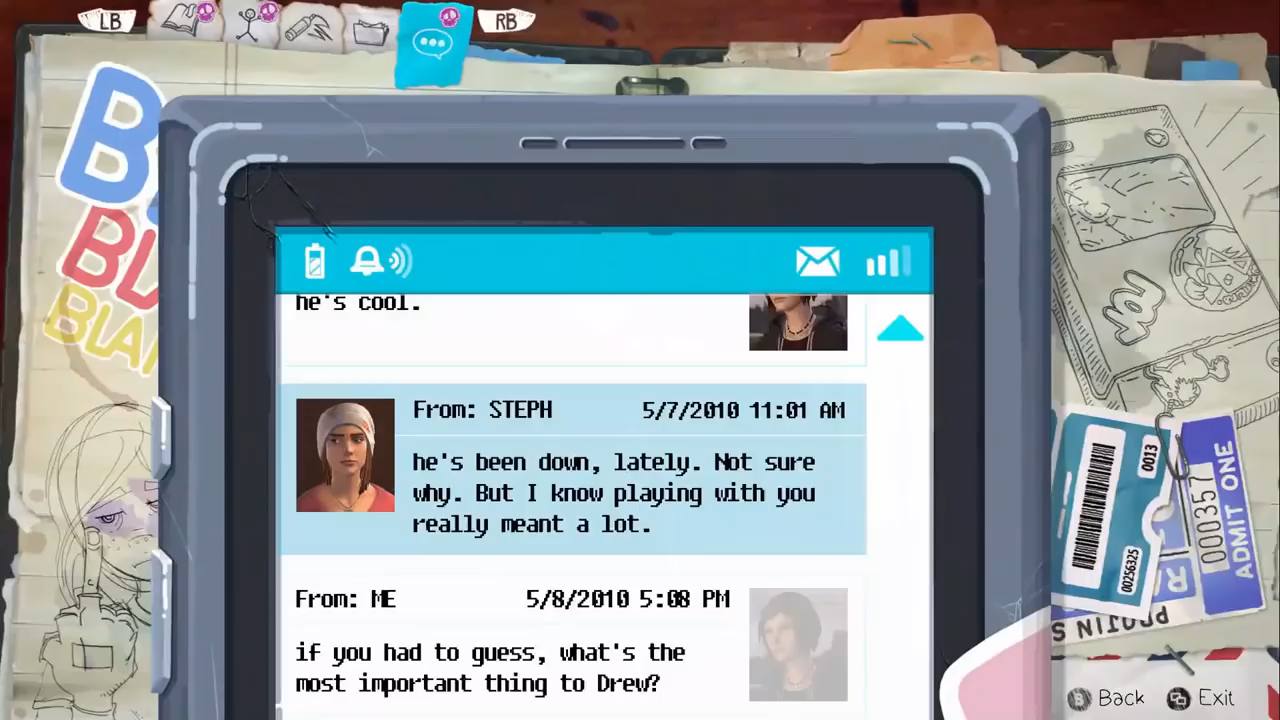 LB
RB
he's cool.
From: STEPH 5/7/2010 11:01 AM
he's been down, lately. Not sure
why. But I know playing with you
really meant a lot.
From: ME 5/8/2010 5:08 PM
if you had to guess, what's the
most important thing to Drew?
0013
00256325
000357
ADMIT ONE
Back
Exit